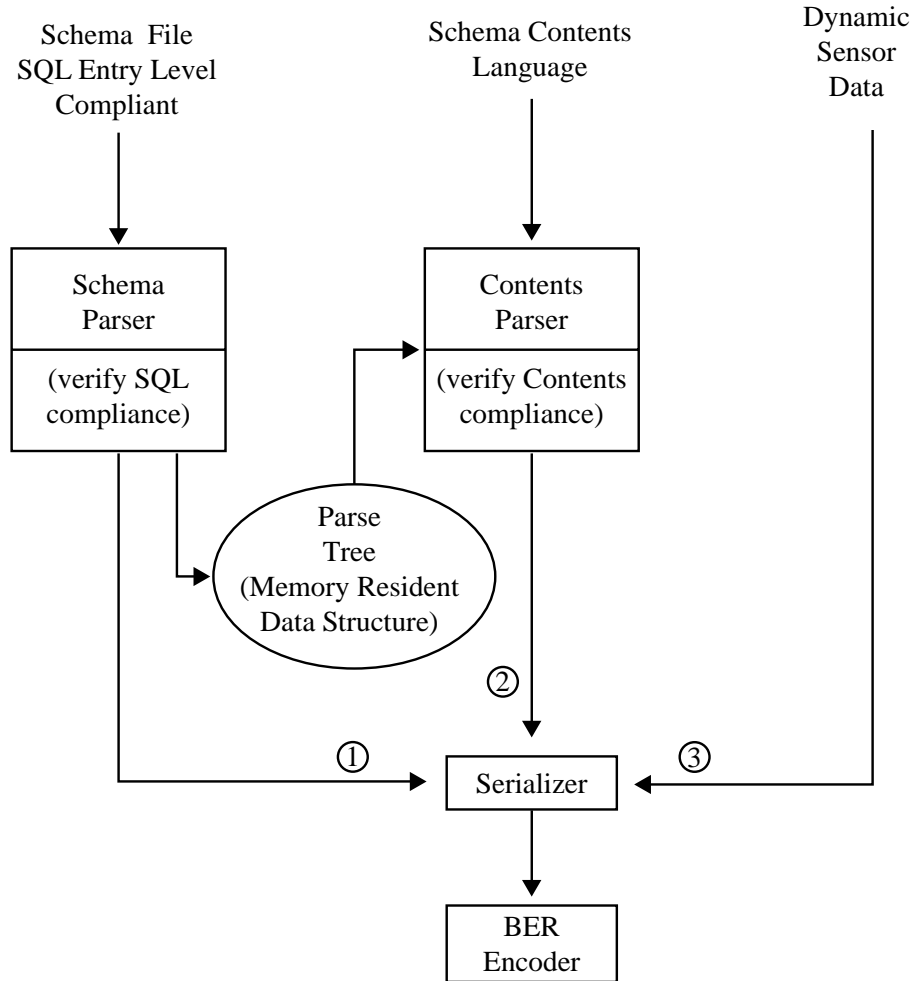 Schema File
SQL Entry Level
Compliant
Schema Contents
Language
Dynamic
Sensor
Data
Schema
Parser
(verify SQL
compliance)
Contents
Parser
(verify Contents
compliance)
Parse
Tree
(Memory Resident
Data Structure)
2
1
3
Serializer
BER
Encoder